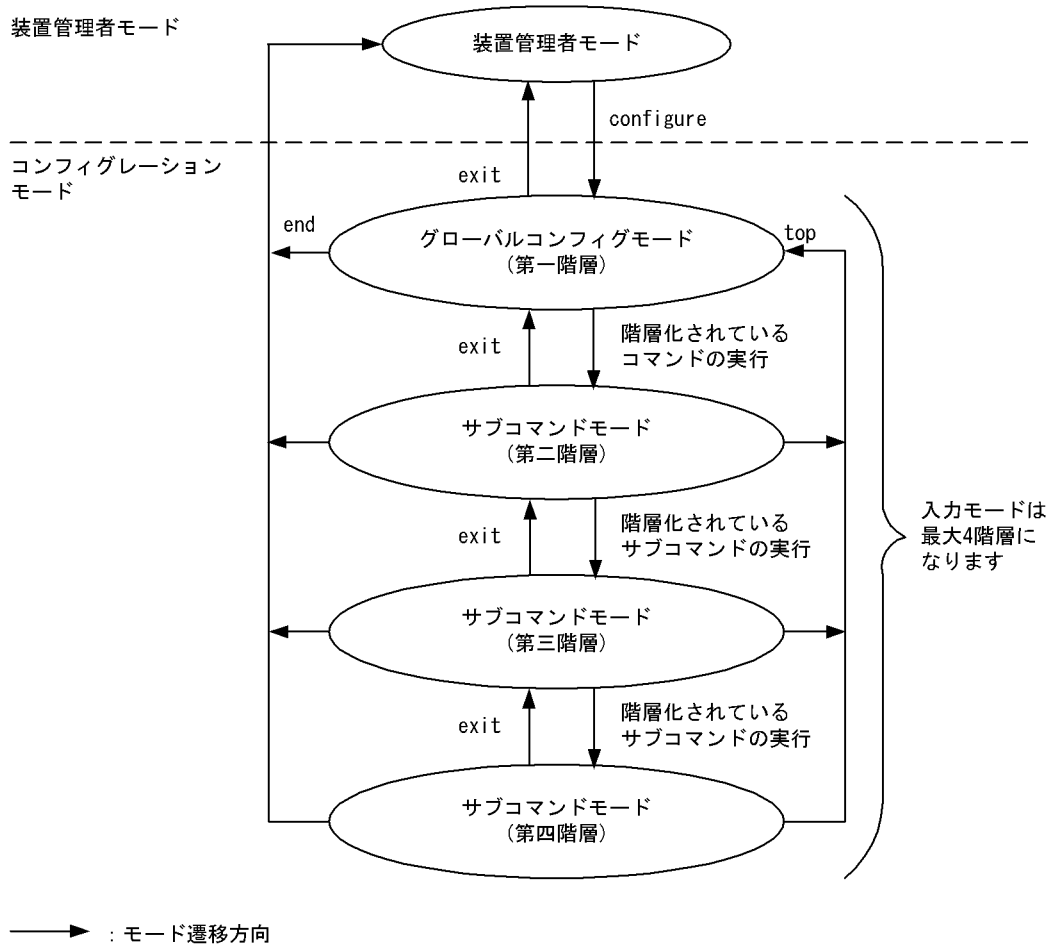 装置管理者モード
装置管理者モード
configure
コンフィグレーション
モード
exit
end
グローバルコンフィグモード
(第一階層)
top
exit
階層化されている
コマンドの実行
サブコマンドモード
(第二階層)
入力モードは
最大4階層に
なります
exit
階層化されている
サブコマンドの実行
サブコマンドモード
(第三階層)
exit
階層化されている
サブコマンドの実行
サブコマンドモード
(第四階層)
：モード遷移方向